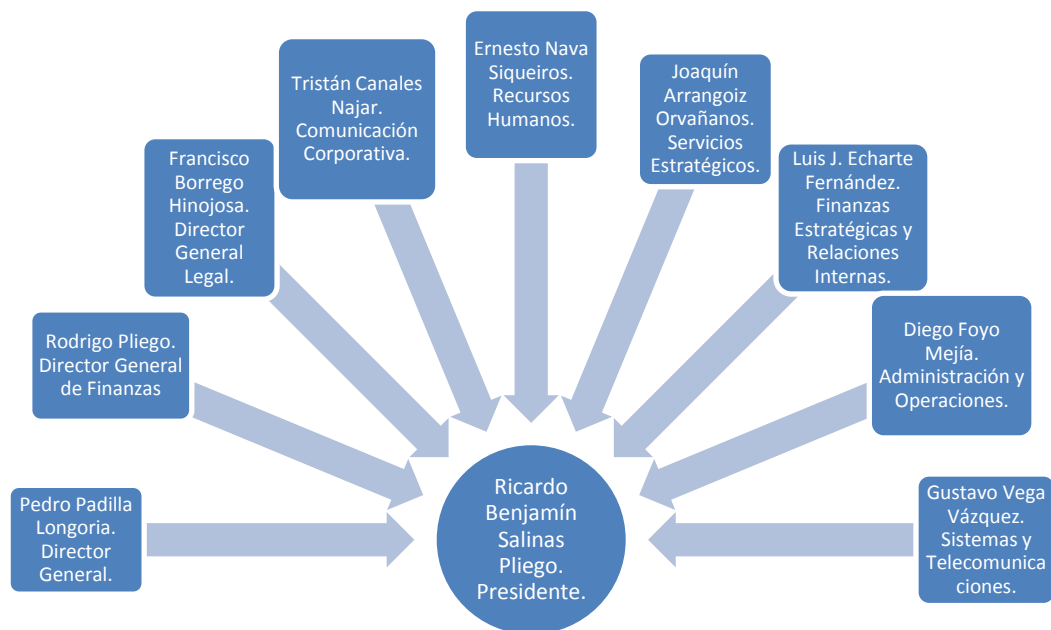 Ernesto Nava
Siqueiros.
Recursos
Humanos.
Tristán Canales
Najar.
Comunicación
Corporativa.
Joaquín
Arrangoiz
Orvañanos.
Servicios
Estratégicos.
Francisco
Borrego
Hinojosa.
Director
General
Legal.
Luis J. Echarte
Fernández.
Finanzas
Estratégicas y
Relaciones
Internas.
Rodrigo Pliego.
Director General
de Finanzas
Diego Foyo
Mejía.
Administración y
Operaciones.
Pedro Padilla
Longoria.
Director
General.
Ricardo
Benjamín
Salinas
Pliego.
Presidente.
Gustavo Vega
Vázquez.
Sistemas y
Telecomunica
ciones.